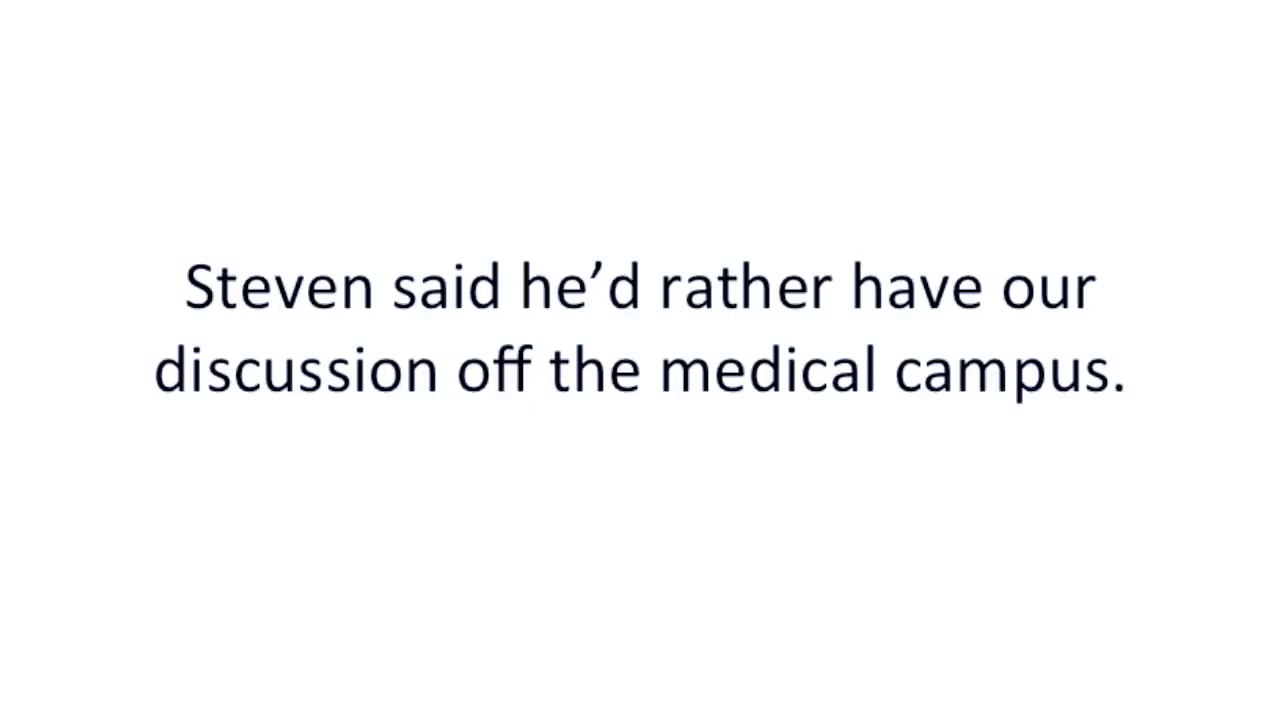 Steven said he’d rather have our
discussion off the medical campus.